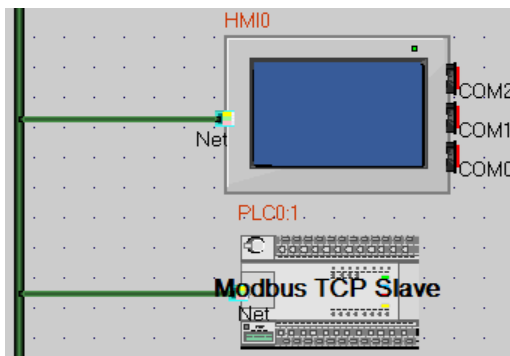 HMI0
COM2
COM1
Net
COM0
PLC0:1
Modbus TCP Slave
Net